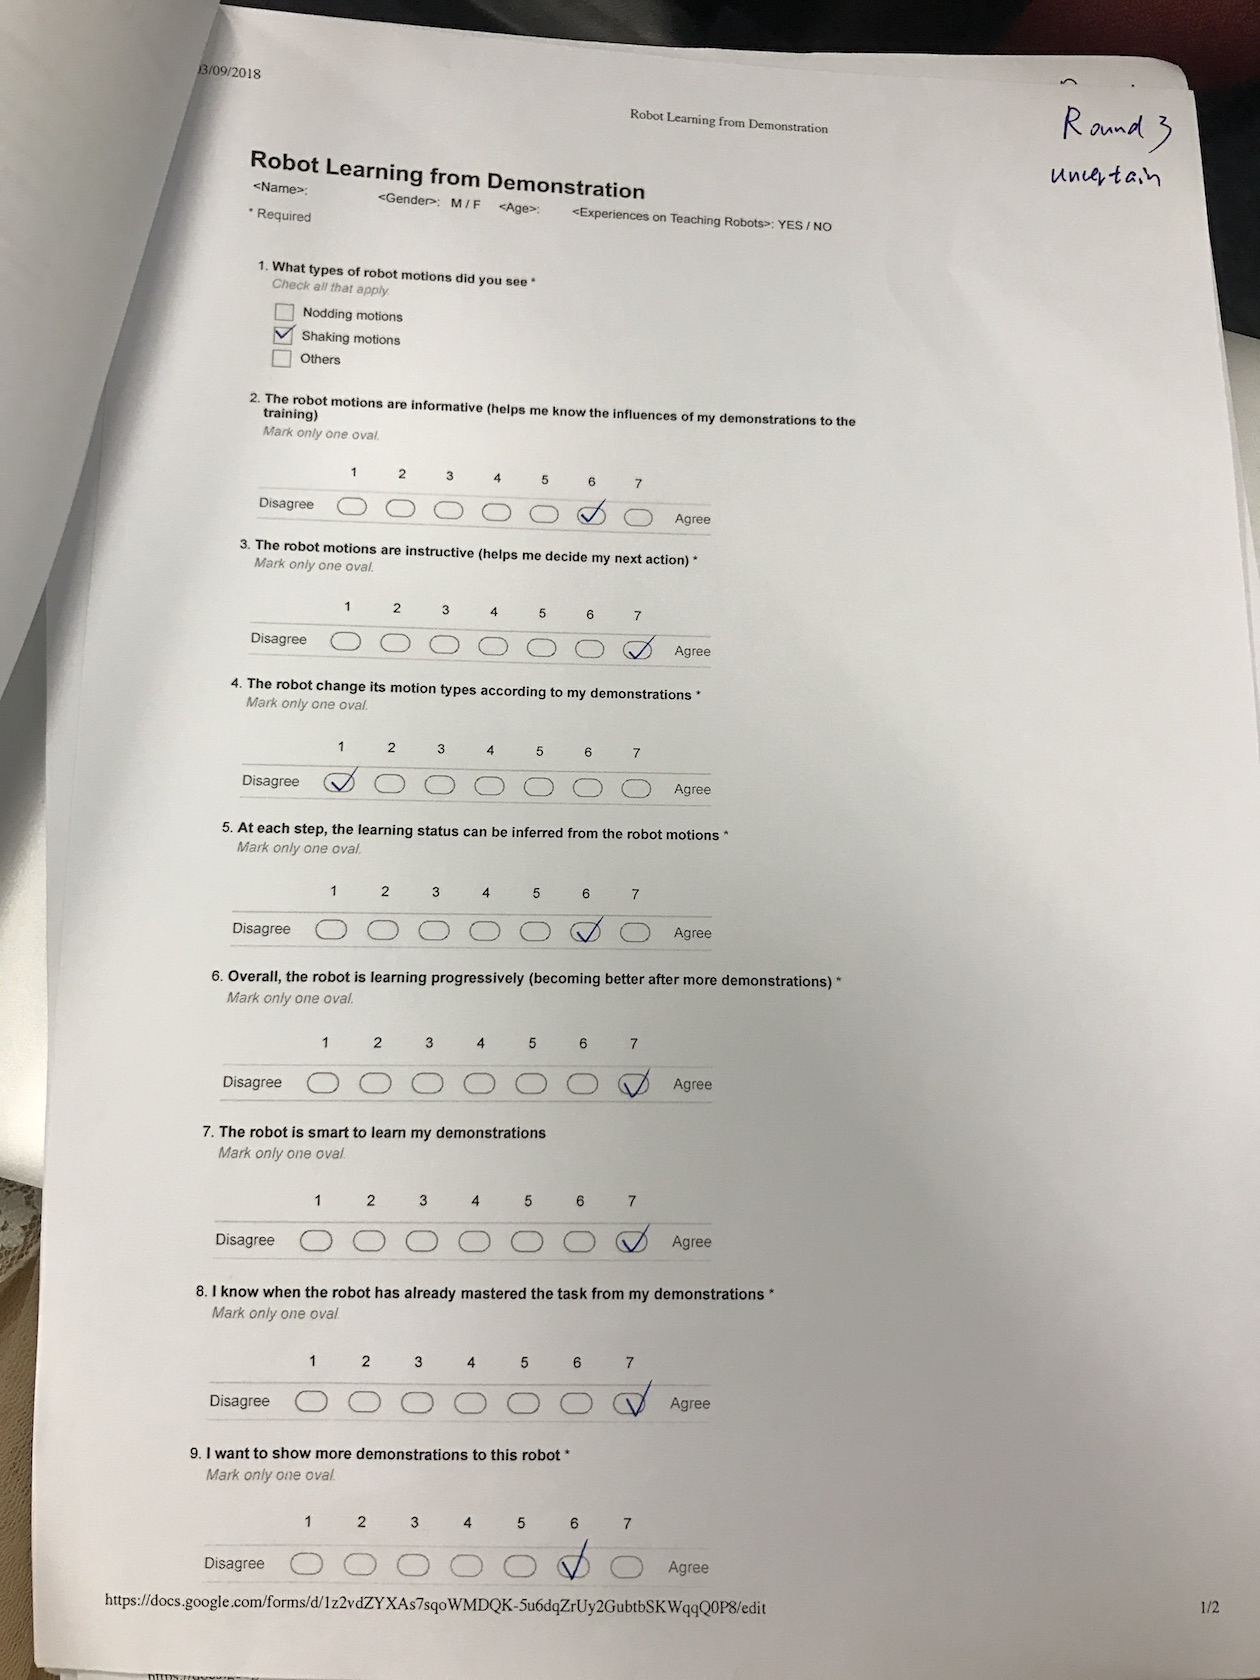 3/09/2018
Robot Learning from Demonstration
Round 3
uncertain
Robot Learning from Demonstration
<Name>: <Gender>: M / F <Age>: <Experiences on Teaching Robots>: YES / NO
* Required
1. What types of robot motions did you see *
Check all that apply.
Nodding motions
Shaking motions
Others
2. The robot motions are informative (helps me know the influences of my demonstrations to the
training)
Mark only one oval.
1 2 3 4 5 6 7
Disagree Agree
3. The robot motions are instructive (helps me decide my next action) *
Mark only one oval.
1 2 3 4 5 6 7
Disagree Agree
4. The robot change its motion types according to my demonstrations *
Mark only one oval.
1 2 3 4 5 6 7
Disagree Agree
5. At each step, the learning status can be inferred from the robot motions *
Mark only one oval.
1 2 3 4 5 6 7
Disagree Agree
6. Overall, the robot is learning progressively (becoming better after more demonstrations) *
Mark only one oval.
1 2 3 4 5 6 7
Disagree Agree
7. The robot is smart to learn my demonstrations
Mark only one oval.
1 2 3 4 5 6 7
Disagree Agree
8. I know when the robot has already mastered the task from my demonstrations *
Mark only one oval.
1 2 3 4 5 6 7
Disagree Agree
9. I want to show more demonstrations to this robot *
Mark only one oval.
1 2 3 4 5 6 7
Disagree Agree
https://docs.google.com/forms/d/1z2vdZYXAs7sqoWMDQK-5u6dqZrUy2GubtbSKWqqQ0P8/edit
1/2